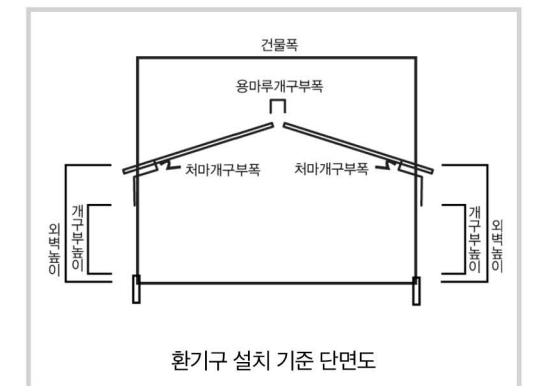 건물폭
용마루개구부폭
처마개구부폭
처마개구부폭
외벽높이
개구부높이
개구부높이
외벽높이
환기구 설치 기준 단면도